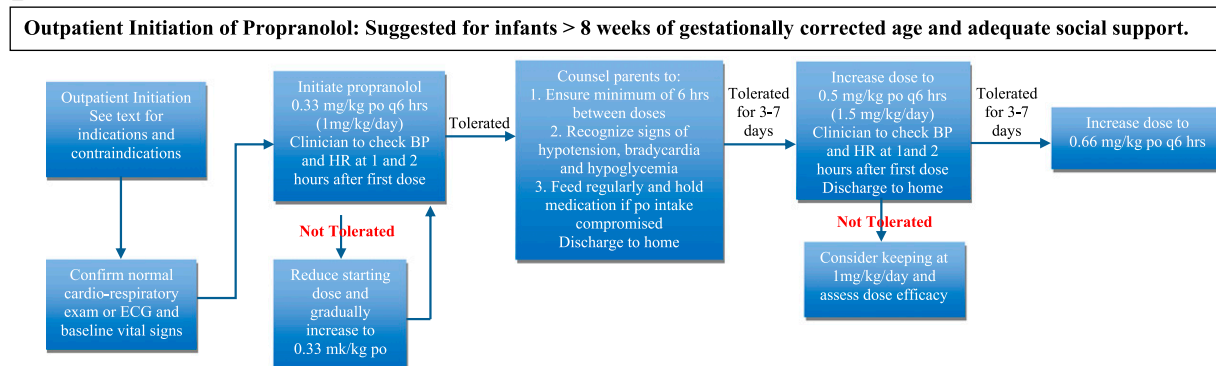 Outpatient Initiation of Propranolol: Suggested for infants > 8 weeks of gestationally corrected age and adequate social support.
Outpatient Initiation
See text for
indications and
contraindications
Confirm normal
cardio-respiratory
exam or ECG and
baseline vital signs
Initiate propranolol
0.33 mg/kg po q6 hrs
(1mg/kg/day)
Clinician to check BP
and HR at 1 and 2
hours after first dose
Not Tolerated
Reduce starting
dose and
gradually
increase to
0.33 mk/kg po
Tolerated
Counsel parents to:
1. Ensure minimum of 6 hrs
between doses
2. Recognize signs of
hypotension, bradycardia
and hypoglycemia
3. Feed regularly and hold
medication if po intake
compromised
Discharge to home
Tolerated
for 3-7
days
Increase dose to
0.5 mg/kg po q6 hrs
(1.5 mg/kg/day)
Clinician to check BP
and HR at 1and 2
hours after first dose
Discharge to home
Not Tolerated
Consider keeping at
1mg/kg/day and
assess dose efficacy
Tolerated
for 3-7
days
Increase dose to
0.66 mg/kg po q6 hrs